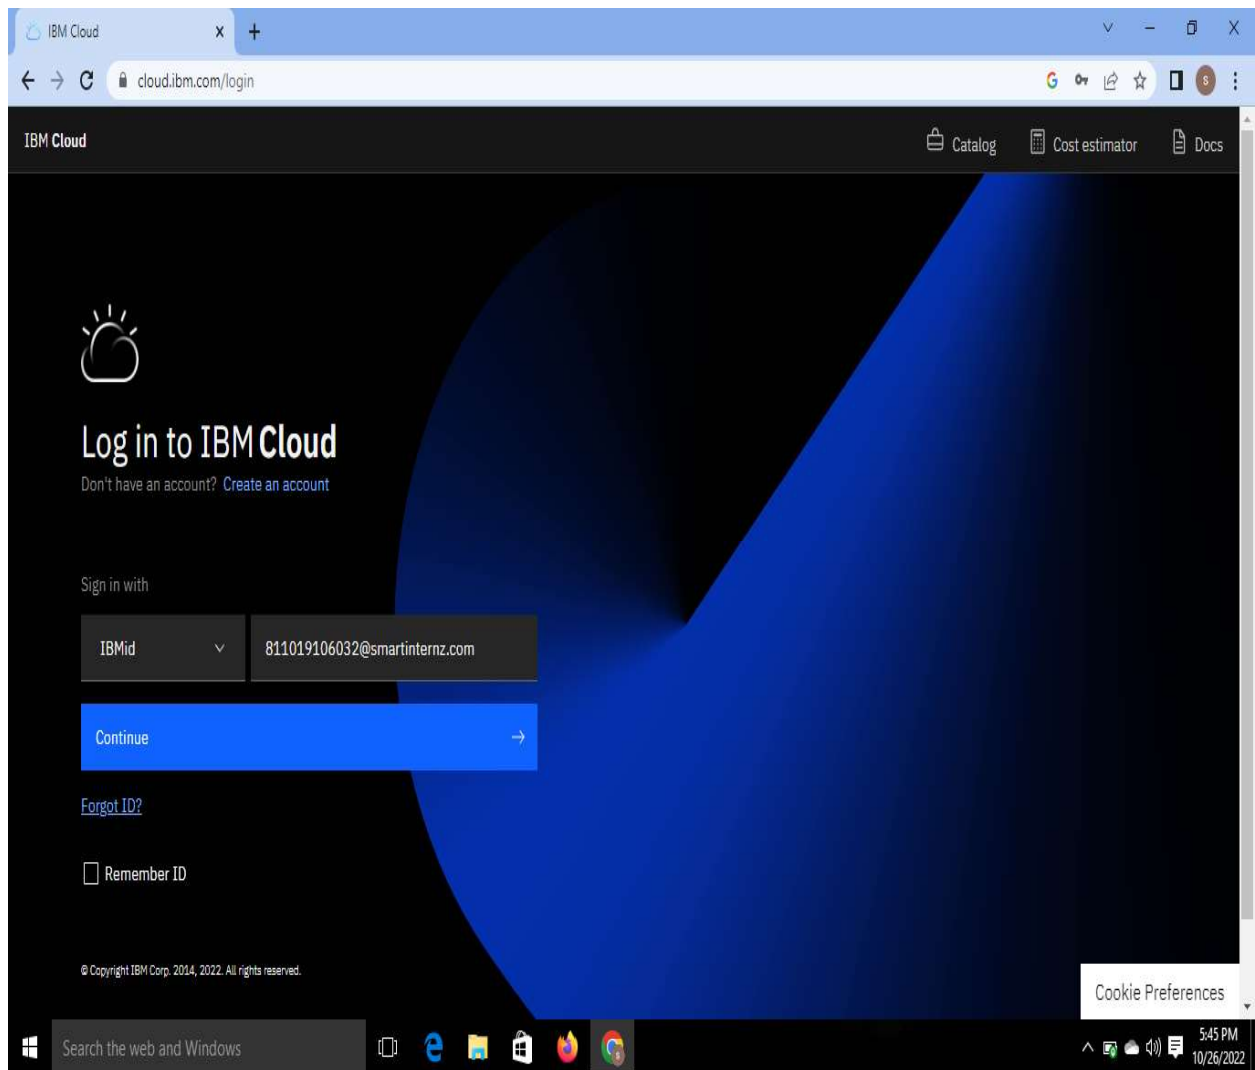 IBM Cloud
cloud.ibm.com/login
S
IBM Cloud
Catalog
Cost estimator
Docs
Log in to IBM Cloud
Don't have an account? Create an account
Sign in with
IBMid
811019106032@smartinternz.com
Continue
Forgot ID?
Remember ID
© Copyright IBM Corp. 2014, 2022. All rights reserved.
Cookie Preferences
Search the web and Windows
5:45 PM
10/26/2022